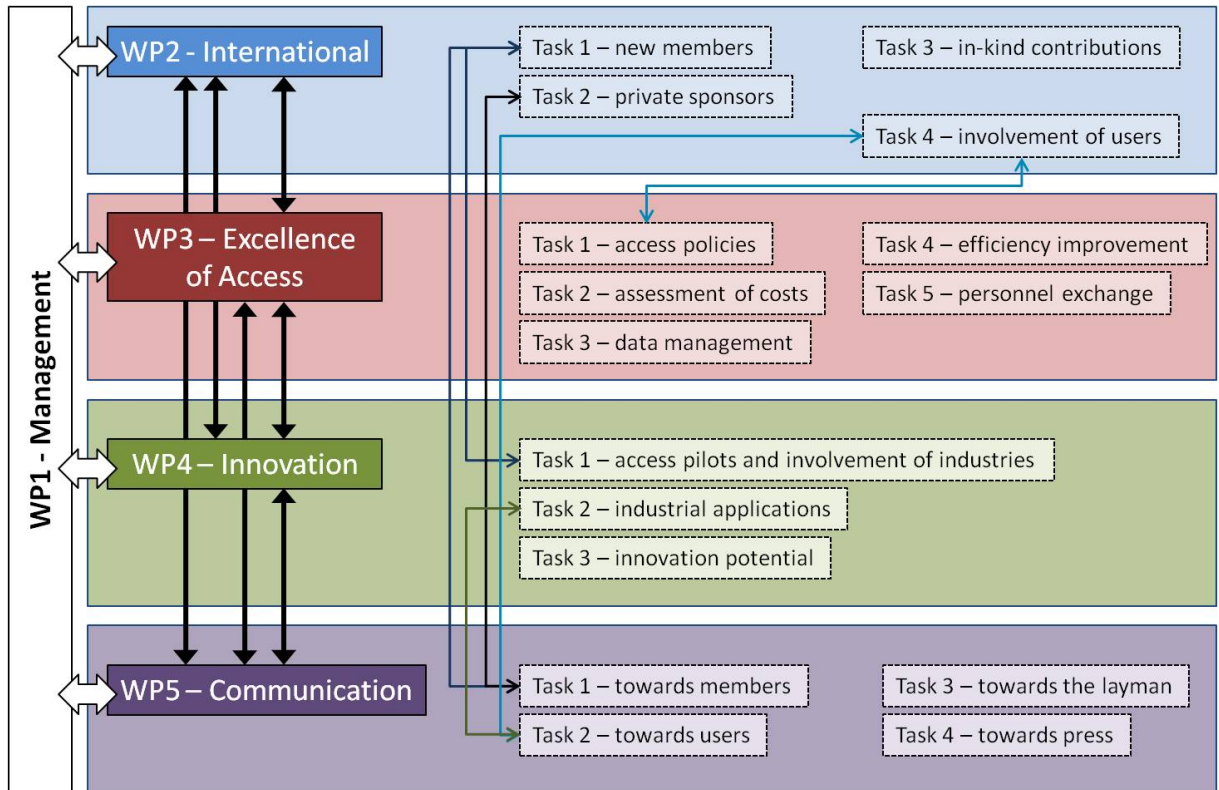 WP1 - Management
WP2 - International
Task 1 – new members
Task 3 – in-kind contributions
Task 2 – private sponsors
Task 4 – involvement of users
WP3 – Excellence
of Access
Task 1 – access policies
Task 4 – efficiency improvement
Task 2 – assessment of costs
Task 5 – personnel exchange
Task 3 – data management
WP4 – Innovation
Task 1 – access pilots and involvement of industries
Task 2 – industrial applications
Task 3 – innovation potential
WP5 – Communication
Task 1 – towards members
Task 3 – towards the layman
Task 2 – towards users
Task 4 – towards press